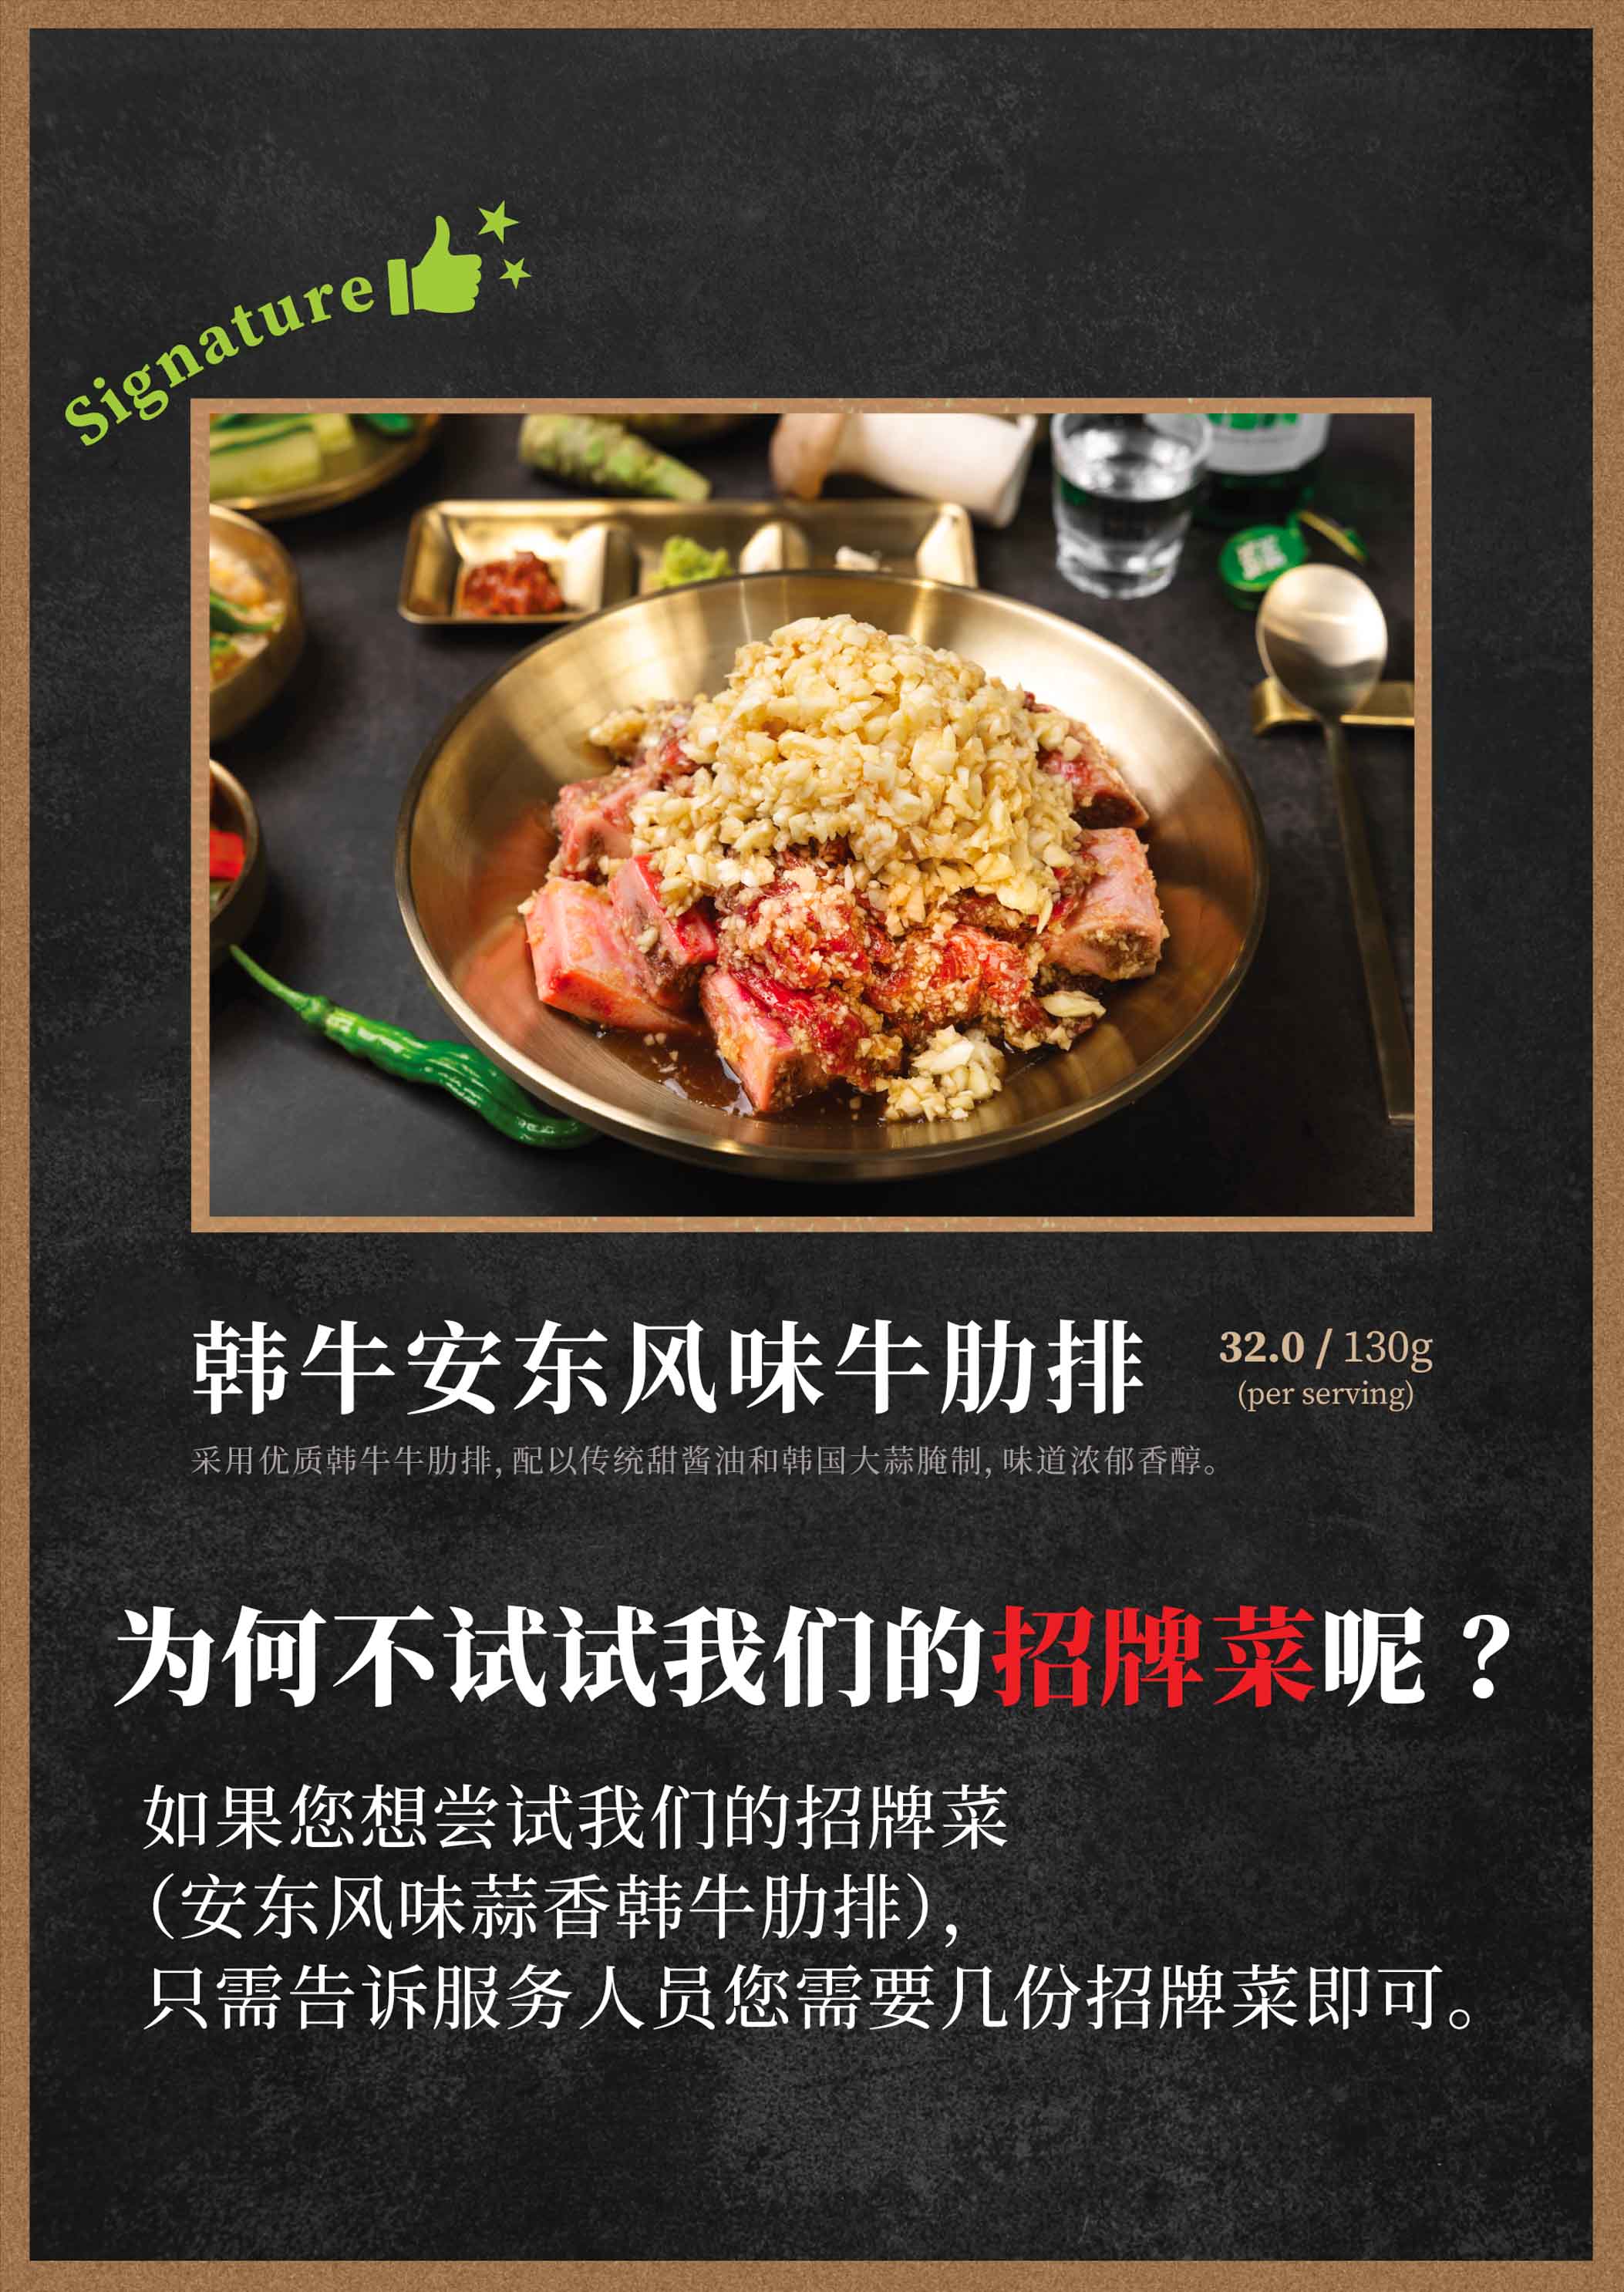 Signature
韩牛安东风味牛肋排
32.0 / 130g
(per serving)
采用优质韩牛牛肋排, 配以传统甜酱油和韩国大蒜腌制, 味道浓郁香醇。
为何不试试我们的招牌菜呢？
如果您想尝试我们的招牌菜
（安东风味蒜香韩牛肋排），
只需告诉服务人员您需要几份招牌菜即可。